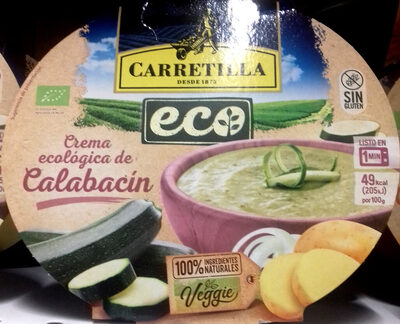 CARRETILLA
DESDE 1875
eco
Crema
ecológica de
Calabacín
SIN
GLUTEN
LISTO EN
1 MIN
49 kcal
(205kJ)
por 100g
100% INGREDIENTES
NATURALES
Veggie